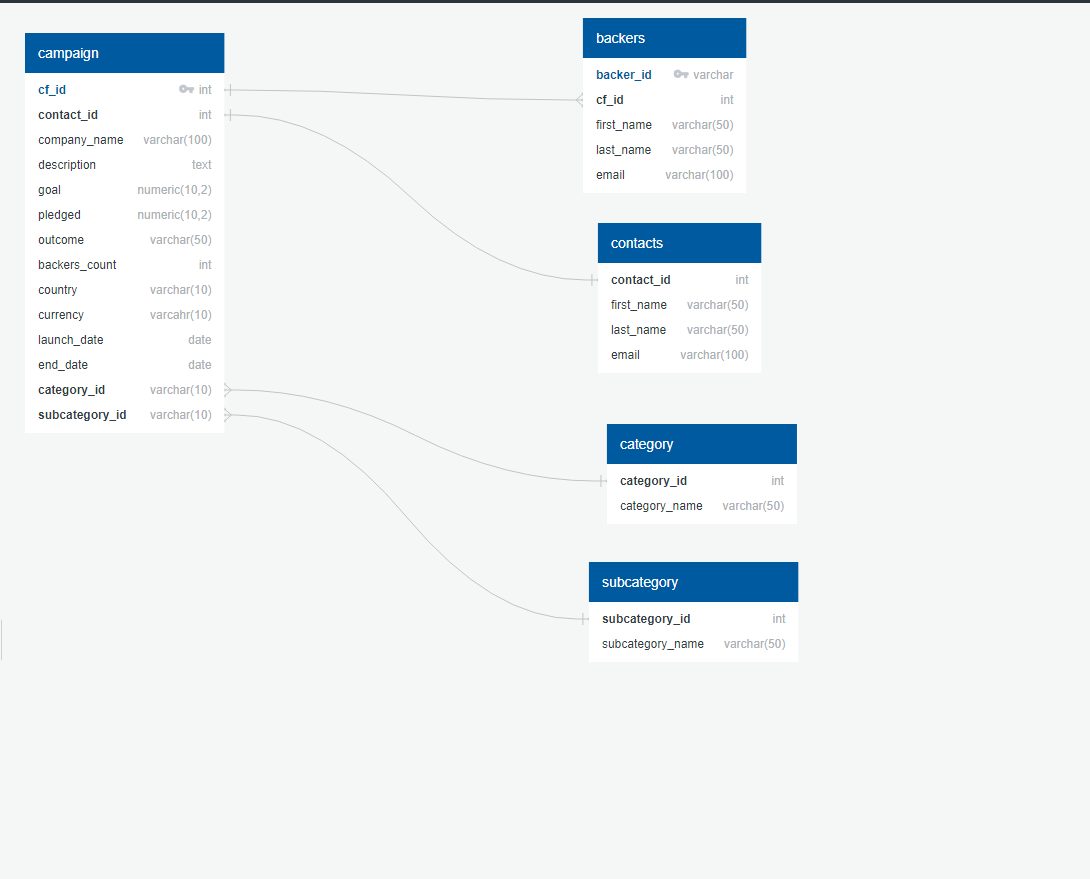 campaign
cf_id int
contact_id int
company_name varchar(100)
description text
goal numeric(10,2)
pledged numeric(10,2)
outcome varchar(50)
backers_count int
country varchar(10)
currency varcahr(10)
launch_date date
end_date date
category_id varchar(10)
subcategory_id varchar(10)
backers
backer_id varchar
cf_id int
first_name varchar(50)
last_name varchar(50)
email varchar(100)
contacts
contact_id int
first_name varchar(50)
last_name varchar(50)
email varchar(100)
category
category_id int
category_name varchar(50)
subcategory
subcategory_id int
subcategory_name varchar(50)